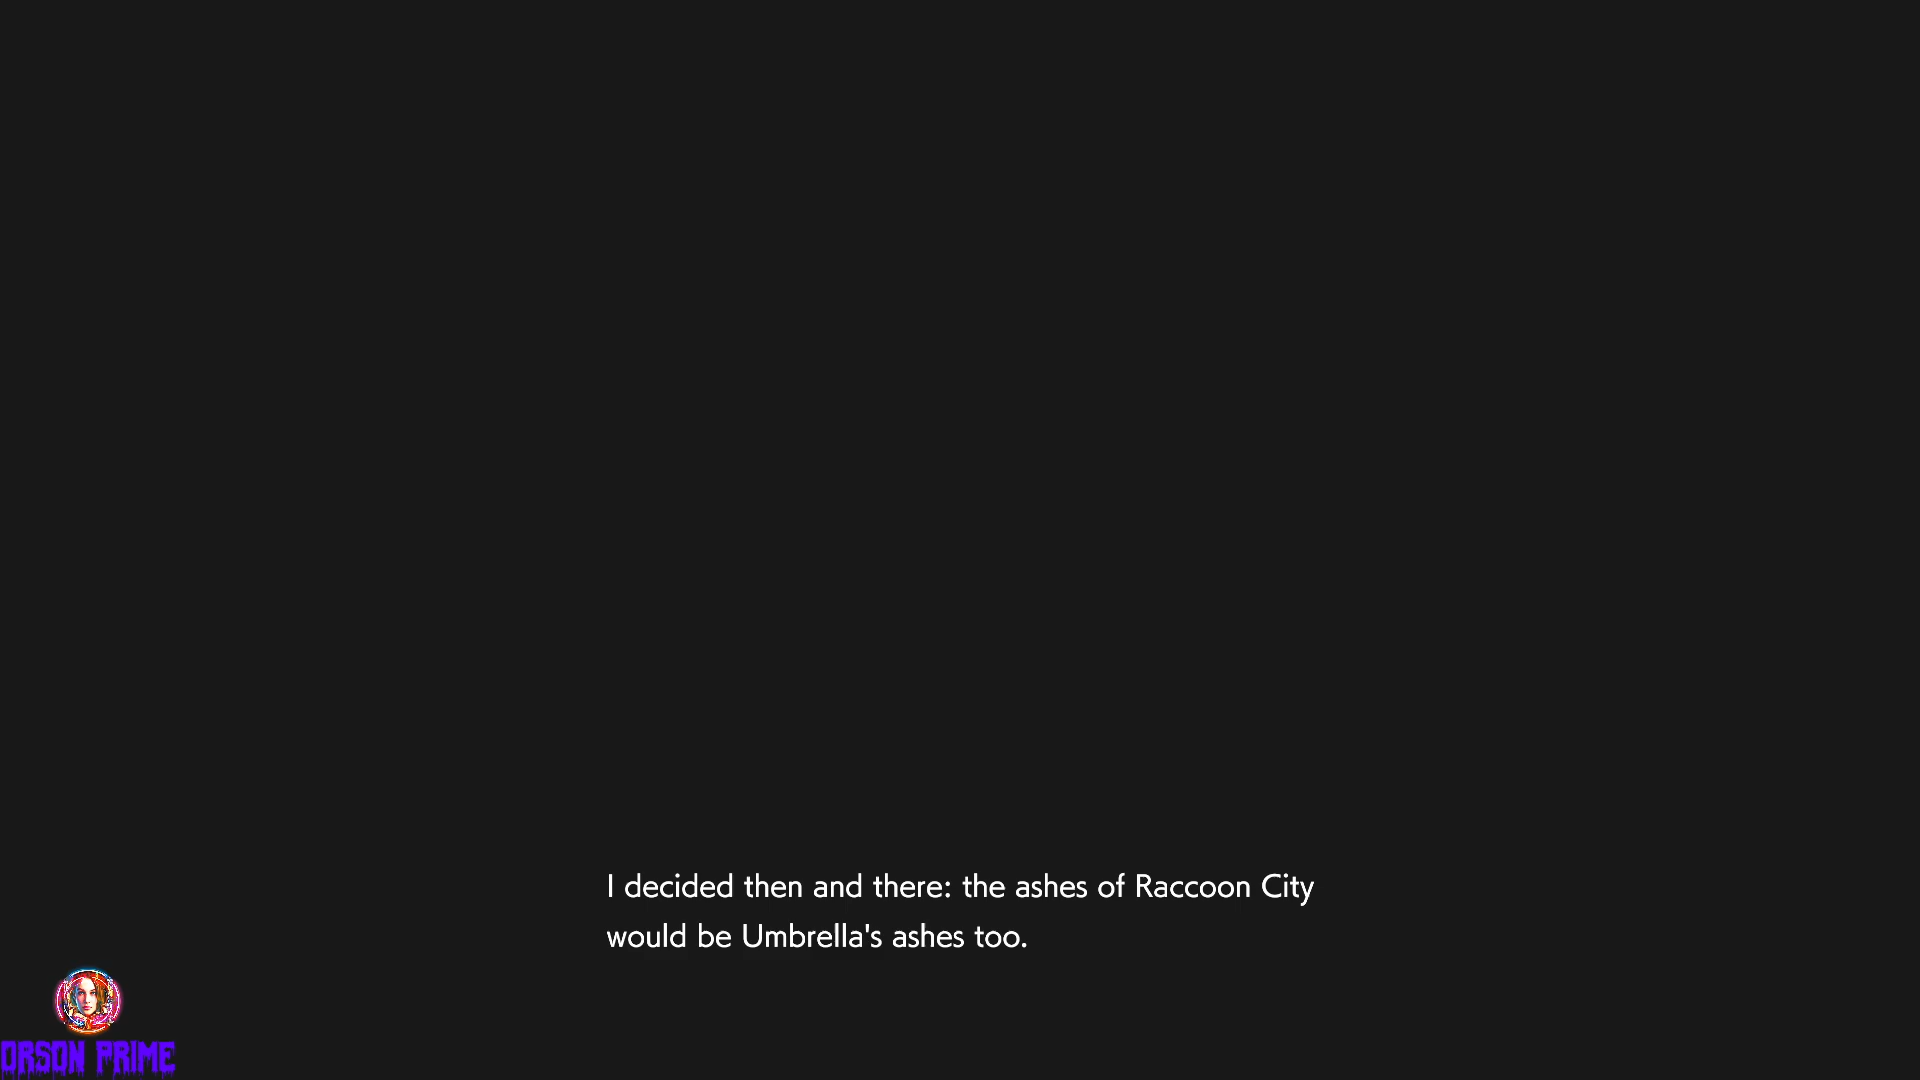 I decided then and there: the ashes of Raccoon City
would be Umbrella's ashes too.
ORSON PRIME